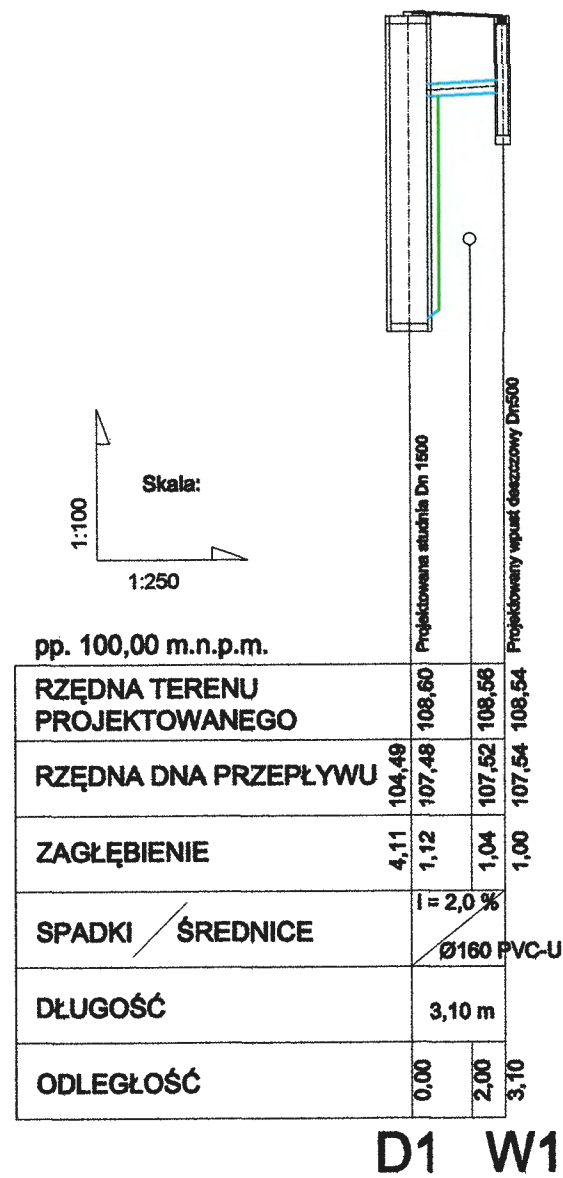 Projektowana studnia Dn 1500
Projektowany wpust deszczowy Dn500
Skala:
1:100
1:250
pp. 100,00 m.n.p.m.
RZĘDNA TERENU
PROJEKTOWANEGO
108,60 108,56 108,54
RZĘDNA DNA PRZEPŁYWU
104,49 107,48 107,52 107,54
ZAGŁĘBIENIE
4,11 1,12 1,04 1,00
SPADKI / ŚREDNICE
i = 2,0 %
Ø160 PVC-U
DŁUGOŚĆ
3,10 m
ODLEGŁOŚĆ
0,00 2,00 3,10
D1 W1